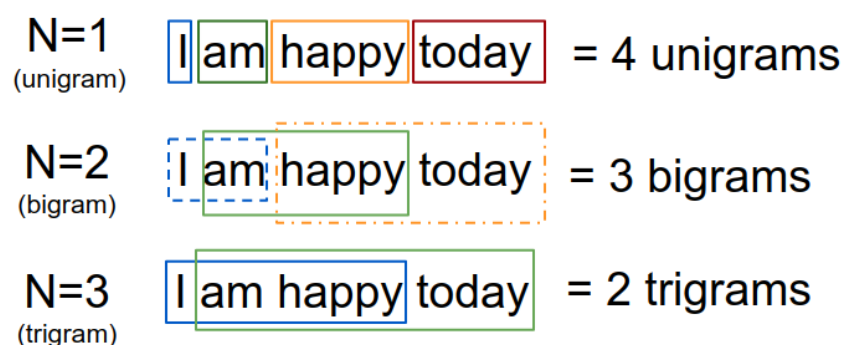 N=1 I am happy today = 4 unigrams
(unigram)
N=2 I am happy today = 3 bigrams
(bigram)
N=3 I am happy today = 2 trigrams
(trigram)